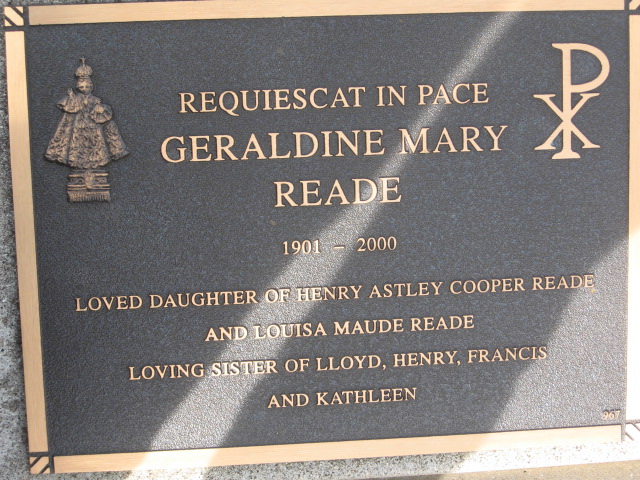 REQUIESCAT IN PACE
GERALDINE MARY
READE
1901 – 2000
LOVED DAUGHTER OF HENRY ASTLEY COOPER READE
AND LOUISA MAUDE READE
LOVING SISTER OF LLOYD, HENRY, FRANCIS
AND KATHLEEN
967